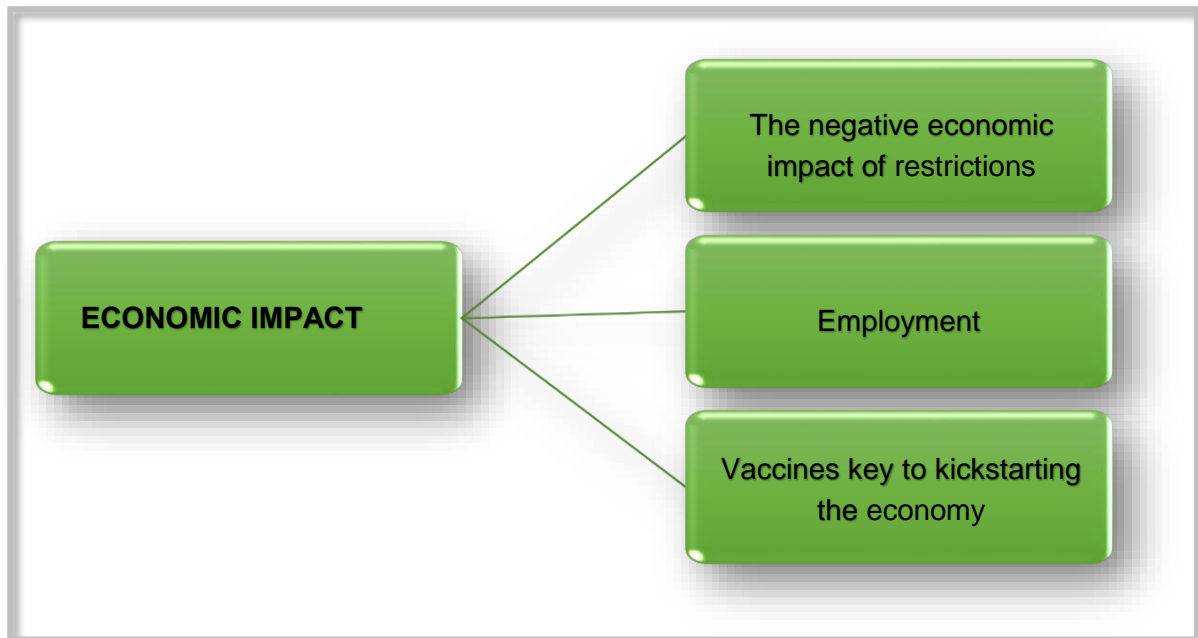 The negative economic
impact of restrictions
ECONOMIC IMPACT
Employment
Vaccines key to kickstarting
the economy